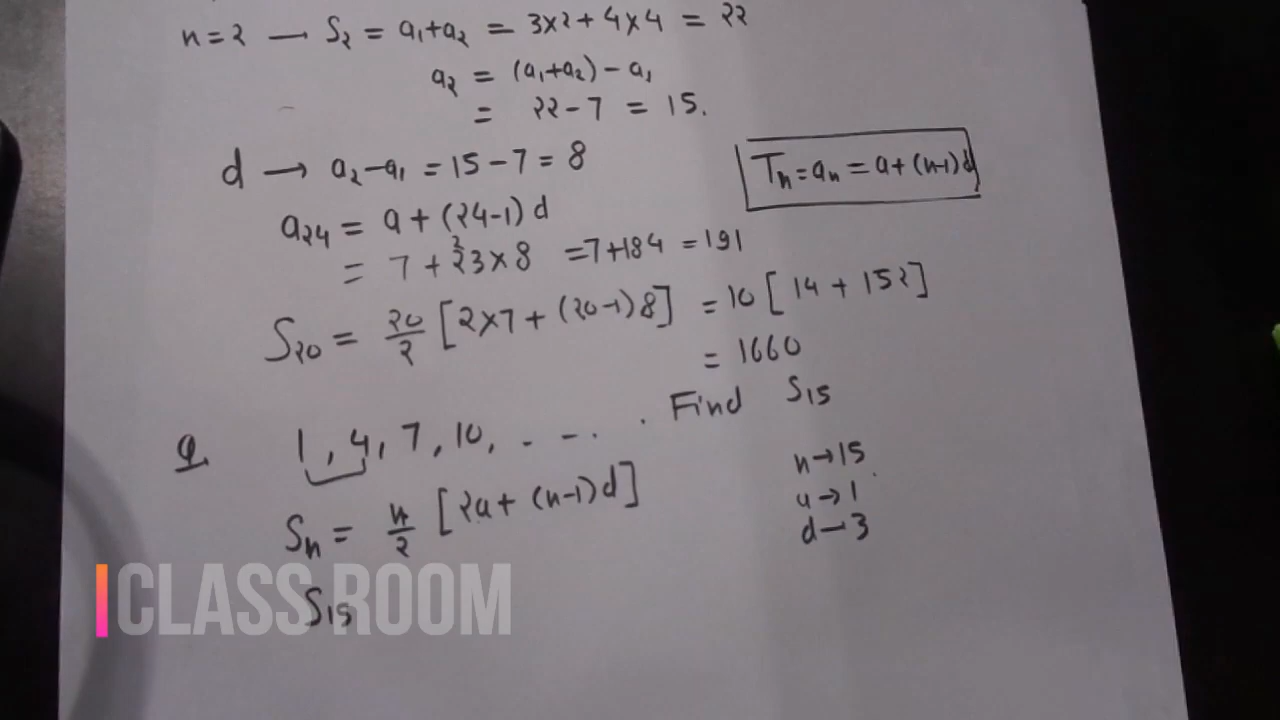 n=2 — S₂ = a₁+a₂ = 3×2+4×4 = 22
a₂ = (a₁+a₂) – a₁
= 22–7 = 15.
d → a₂–a₁ = 15–7 = 8
Tₙ=aₙ = a+(n–1)d
a₂₄ = a + (24–1)d
= 7 + 2²3×8 =7+184 =191
S₂₀ = 20/2 [2×7 + (20–1)8] = 10[14 + 152]
= 1660
Q. 1, 4, 7, 10, - -. . Find S₁₅
Sₙ = n/2 [2a + (n–1)d]
n→15
a→1
d–3
S₁₅
CLASS ROOM